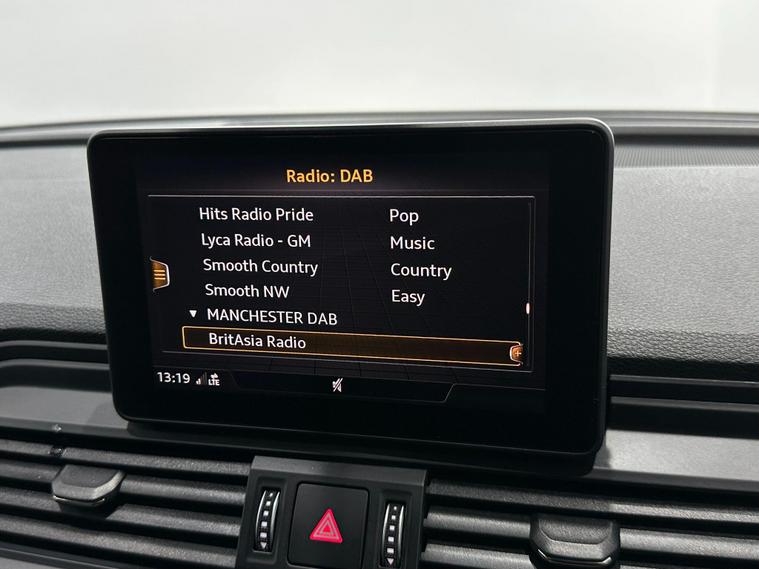 Radio: DAB
Hits Radio Pride Pop
Lyca Radio - GM Music
Smooth Country Country
Smooth NW Easy
MANCHESTER DAB
BritAsia Radio
13:19 LTE